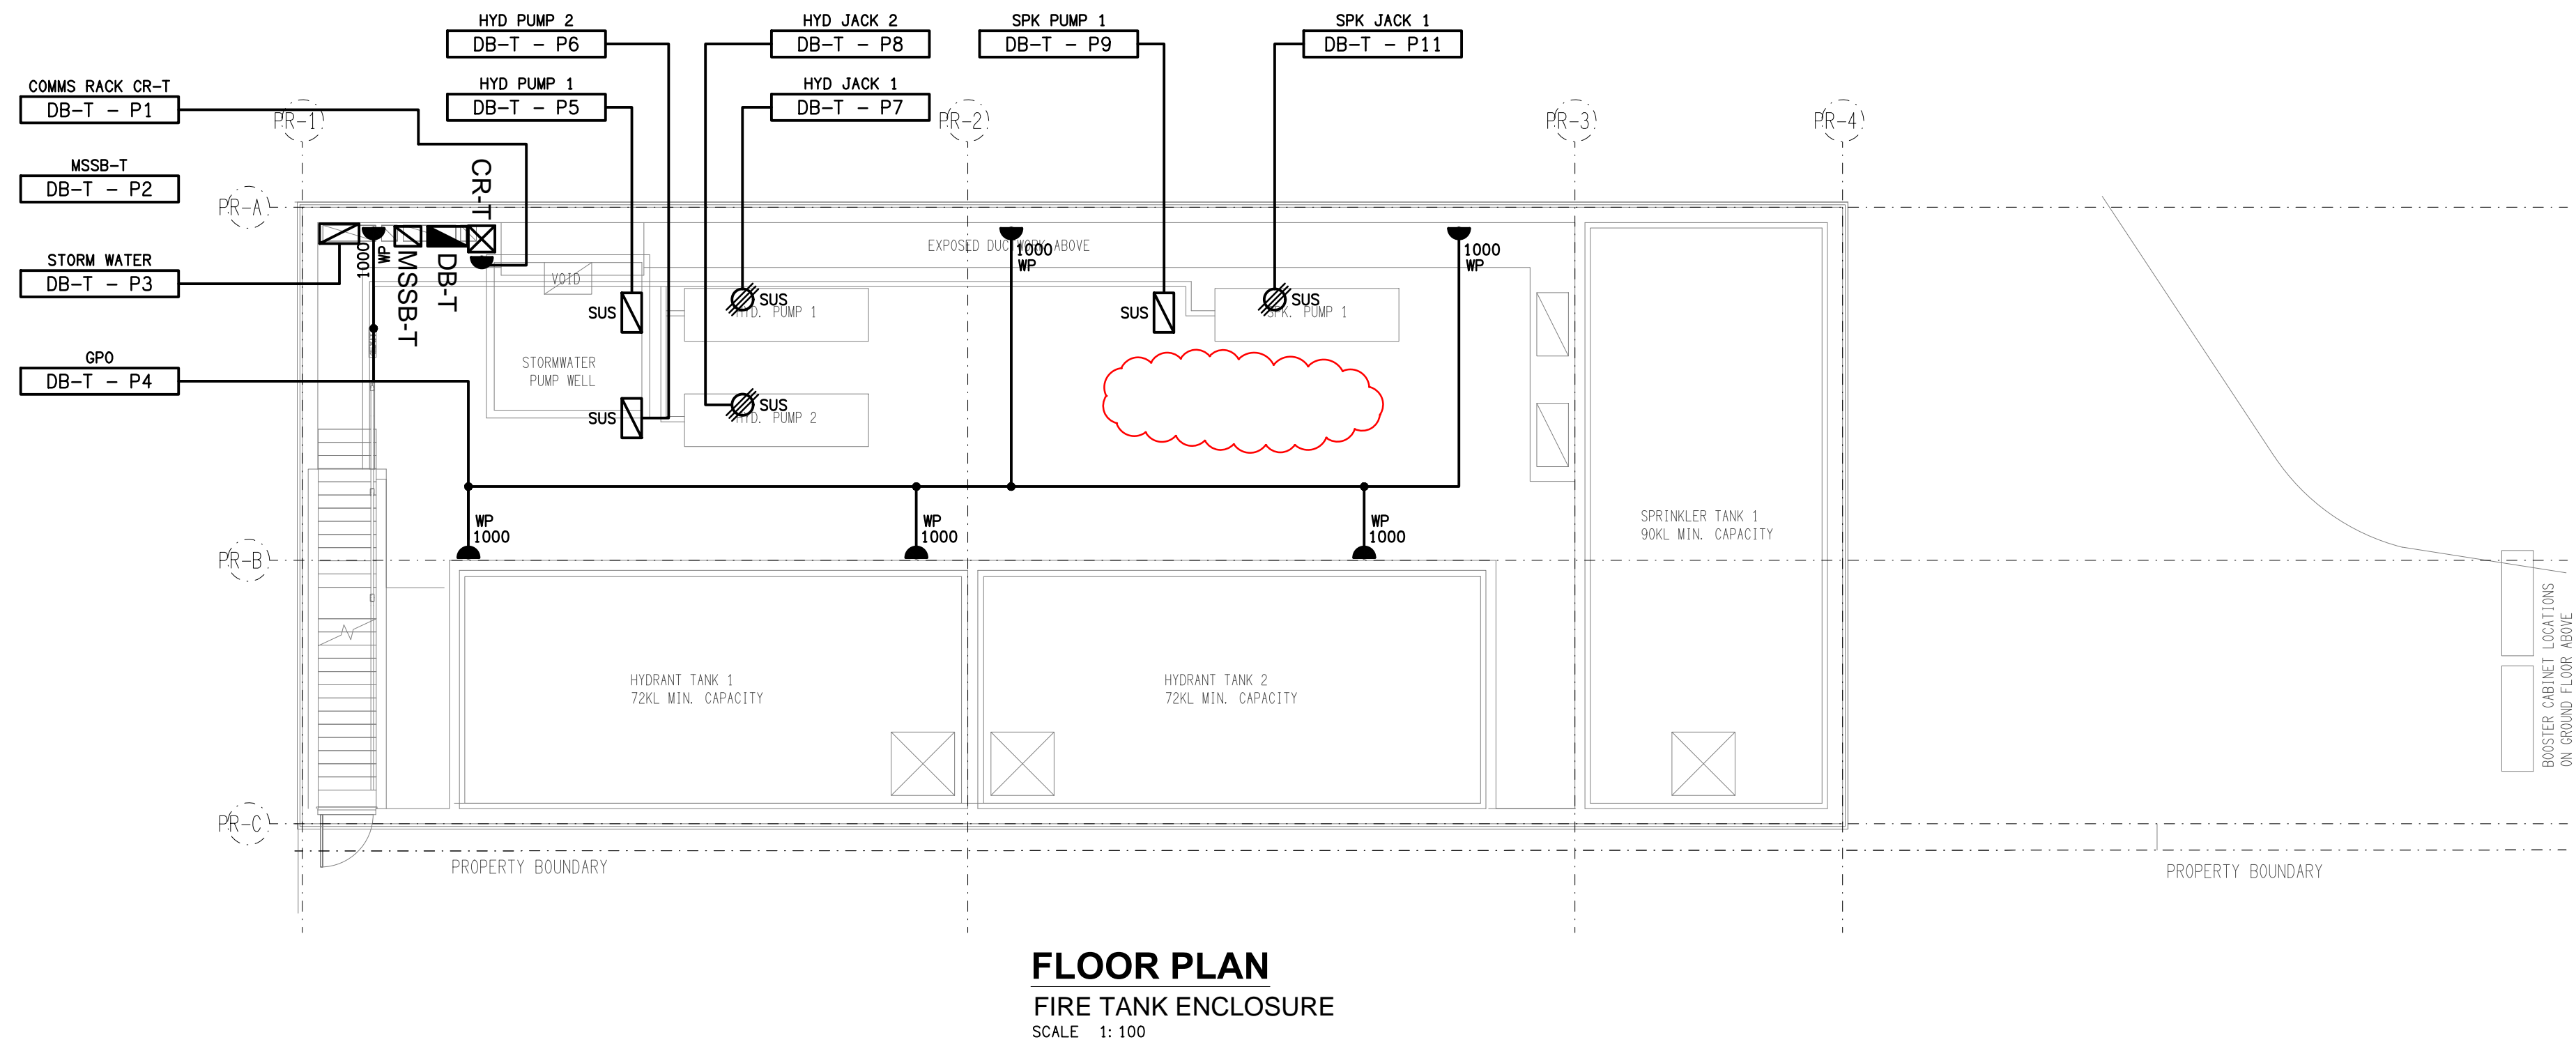 HYD PUMP 2
DB-T - P6
HYD JACK 2
DB-T - P8
SPK PUMP 1
DB-T - P9
SPK JACK 1
DB-T - P11
COMMS RACK CR-T
DB-T - P1
HYD PUMP 1
DB-T - P5
HYD JACK 1
DB-T - P7
PR-1
PR-2
PR-3
PR-4
MSSB-T
DB-T - P2
CR-T
PR-A
STORM WATER
DB-T - P3
1000
WP
MSSB-T
DB-T
EXPOSED DUCTWORK ABOVE
1000
WP
1000
WP
VOID
SUS
SUS
HYD. PUMP 1
SUS
SUS
SPK. PUMP 1
GPO
DB-T - P4
STORMWATER
PUMP WELL
SUS
SUS
HYD. PUMP 2
WP
1000
WP
1000
WP
1000
SPRINKLER TANK 1
90KL MIN. CAPACITY
PR-B
HYDRANT TANK 1
72KL MIN. CAPACITY
HYDRANT TANK 2
72KL MIN. CAPACITY
BOOSTER CABINET LOCATIONS
ON GROUND FLOOR ABOVE
PR-C
PROPERTY BOUNDARY
PROPERTY BOUNDARY
FLOOR PLAN
FIRE TANK ENCLOSURE
SCALE 1:100